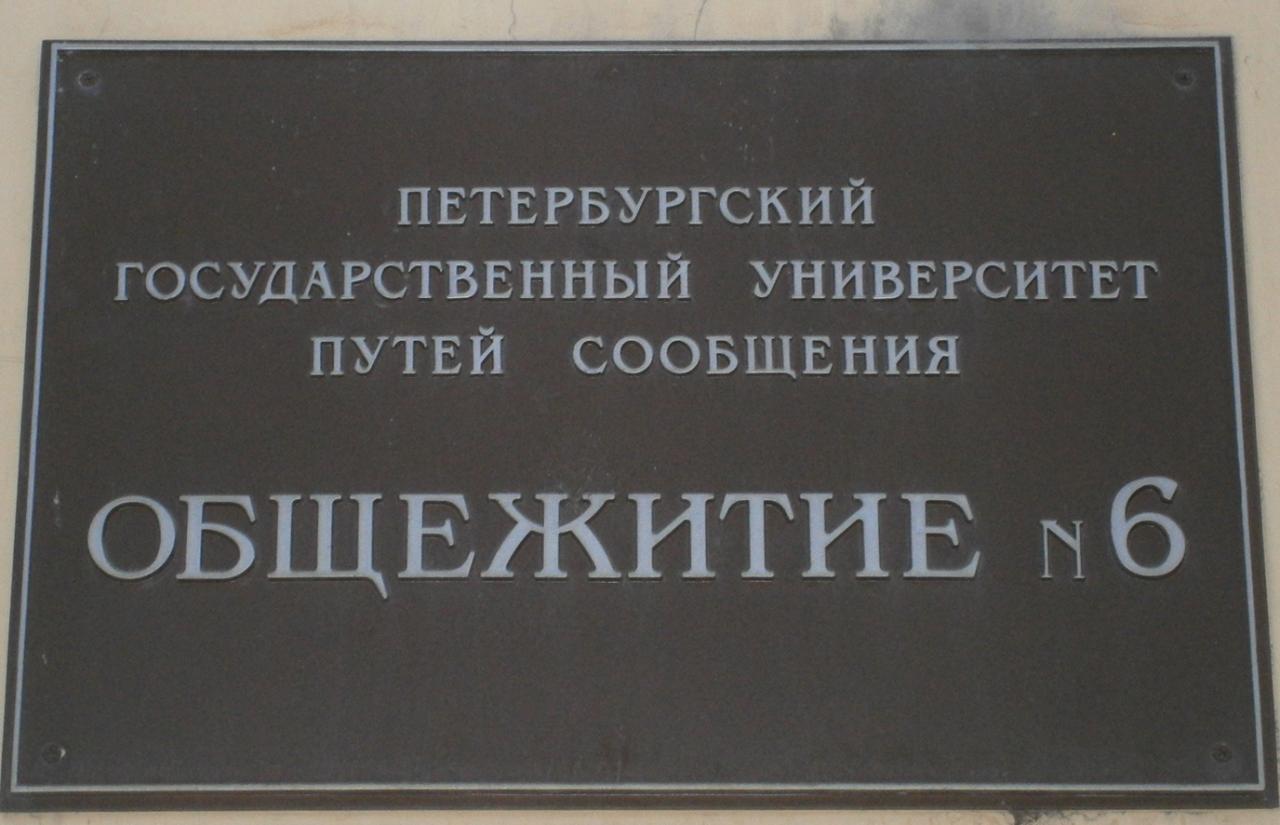 ПЕТЕРБУРГСКИЙ
ГОСУДАРСТВЕННЫЙ УНИВЕРСИТЕТ
ПУТЕЙ СООБЩЕНИЯ
ОБЩЕЖИТИЕ N 6